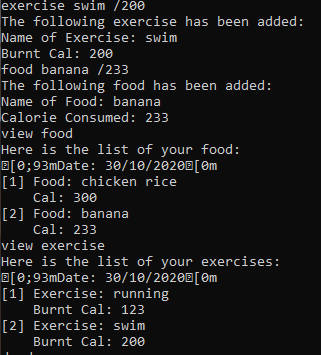 exercise swim /200
The following exercise has been added:
Name of Exercise: swim
Burnt Cal: 200
food banana /233
The following food has been added:
Name of Food: banana
Calorie Consumed: 233
view food
Here is the list of your food:
�[0;93mDate: 30/10/2020�[0m
[1] Food: chicken rice
    Cal: 300
[2] Food: banana
    Cal: 233
view exercise
Here is the list of your exercises:
�[0;93mDate: 30/10/2020�[0m
[1] Exercise: running
    Burnt Cal: 123
[2] Exercise: swim
    Burnt Cal: 200